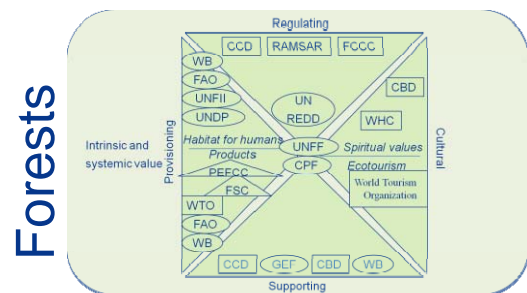 Forests
Regulating
CCD RAMSAR FCCC
WB
FAO
UNFII
UNDP
UN
REDD
CBD
WHC
Intrinsic and
systemic value
Provisioning
Habitat for humans
Products
PEFCC
FSC
WTO
FAO
WB
UNFF
CPF
Spiritual values
Ecotourism
World Tourism
Organization
Cultural
CCD GEF CBD WB
Supporting